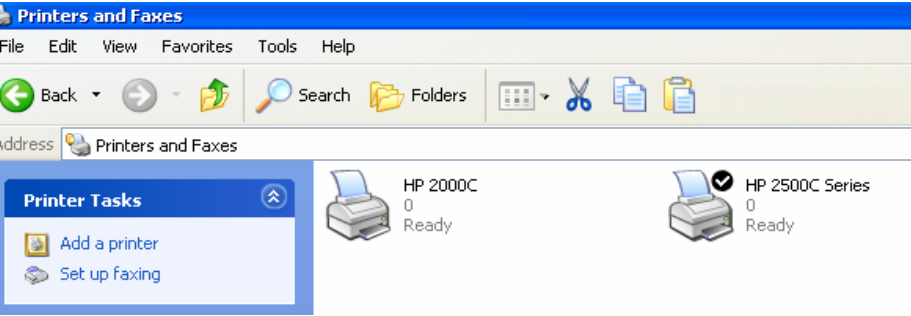 Printers and Faxes
File Edit View Favorites Tools Help
Back Search Folders
Address Printers and Faxes
Printer Tasks
Add a printer
Set up faxing
HP 2000C
0
Ready
HP 2500C Series
0
Ready